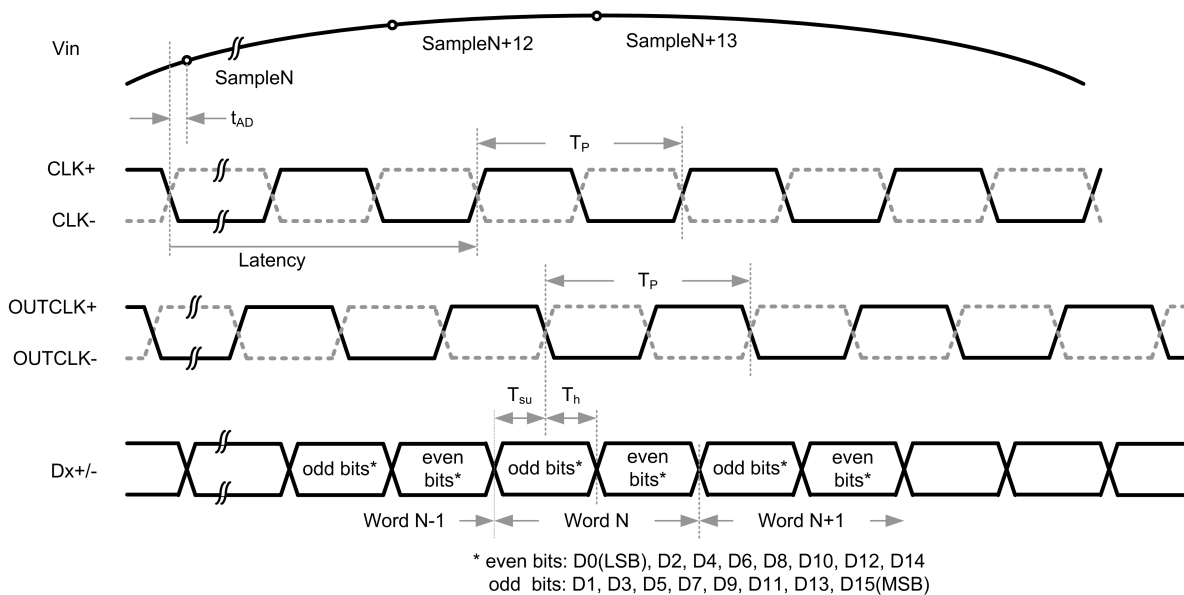 Vin
SampleN
SampleN+12
SampleN+13
tAD
TP
CLK+
CLK-
Latency
TP
OUTCLK+
OUTCLK-
Tsu
Th
Dx+/-
odd bits*
even bits*
odd bits*
even bits*
odd bits*
even bits*
Word N-1
Word N
Word N+1
* even bits: D0(LSB), D2, D4, D6, D8, D10, D12, D14
odd bits: D1, D3, D5, D7, D9, D11, D13, D15(MSB)